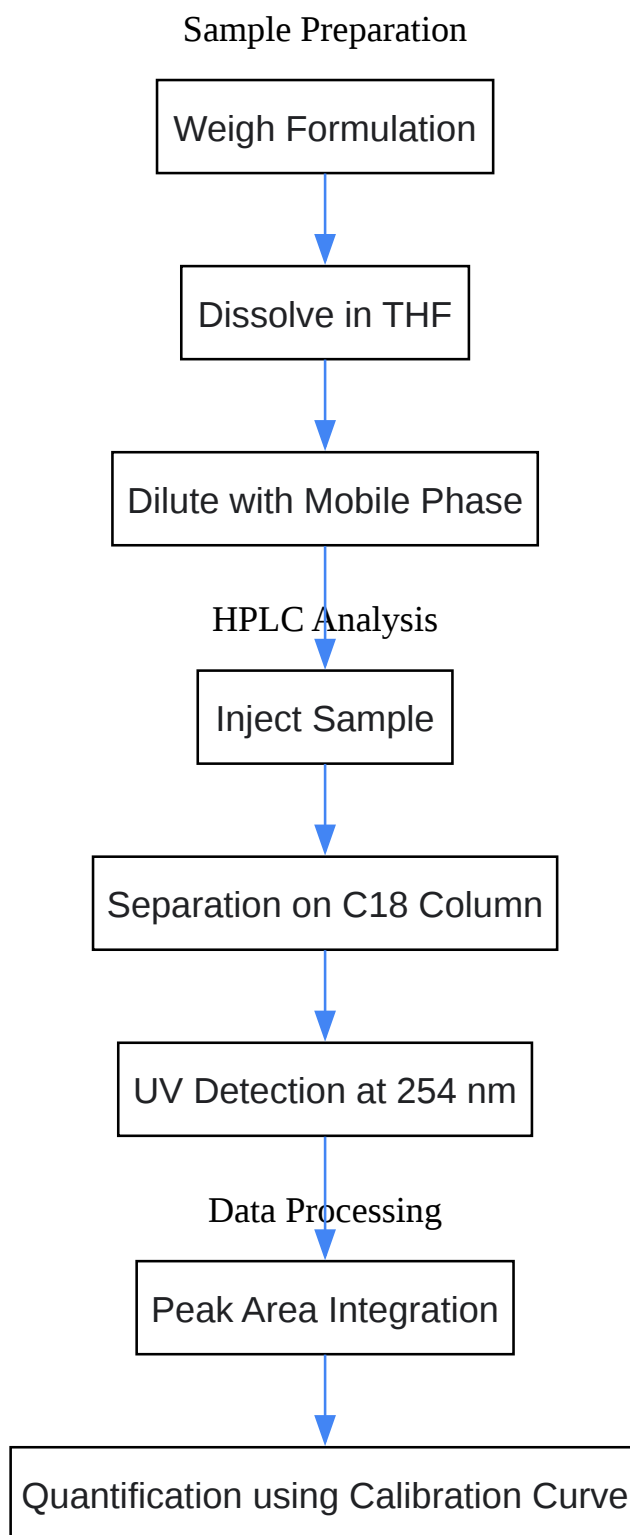 Sample Preparation
Weigh Formulation
Dissolve in THF
Dilute with Mobile Phase
HPLC Analysis
Inject Sample
Separation on C18 Column
UV Detection at 254 nm
Data Processing
Peak Area Integration
Quantification using Calibration Curve